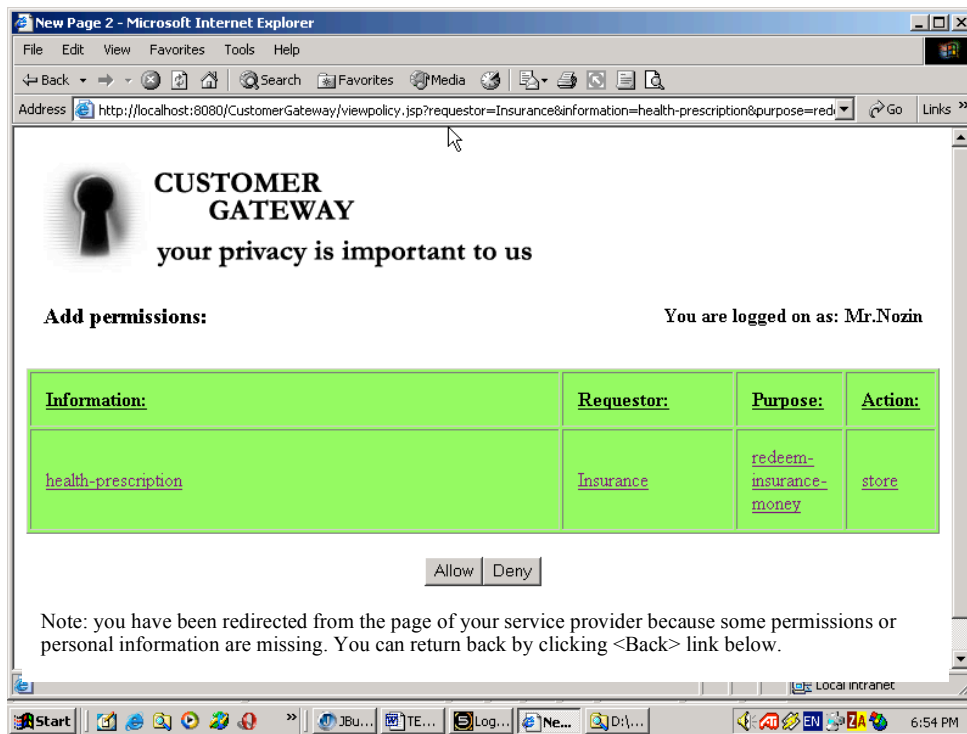 New Page 2 - Microsoft Internet Explorer
File Edit View Favorites Tools Help
Back Search Favorites Media
Address http://localhost:8080/CustomerGateway/viewpolicy.jsp?requestor=Insurance&information=health-prescription&purpose=red Go Links »
CUSTOMER
GATEWAY
your privacy is important to us
Add permissions: You are logged on as: Mr.Nozin
Information: Requestor: Purpose: Action:
health-prescription Insurance redeem- store
insurance-
money
Allow Deny
Note: you have been redirected from the page of your service provider because some permissions or
personal information are missing. You can return back by clicking <Back> link below.
Local intranet
Start » JBu... TE... Log... Ne... D:\... EN ZA 6:54 PM